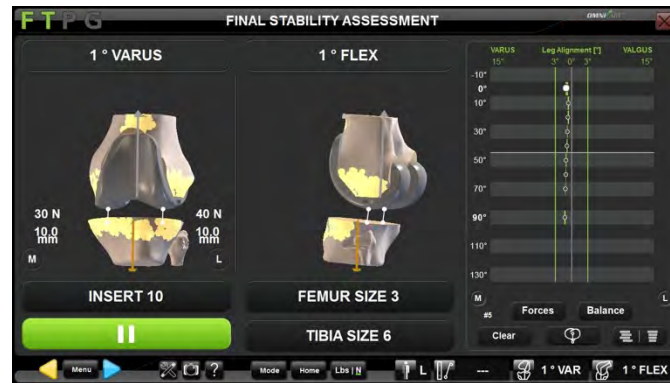 FTPG
FINAL STABILITY ASSESSMENT
1 ° VARUS
1 ° FLEX
VARUS Leg Alignment [°] VALGUS
15° 3° 0° 3° 15°
-10°
0°
10°
30°
50°
70°
90°
110°
130°
30 N
10.0
mm
M
40 N
10.0
mm
L
INSERT 10
FEMUR SIZE 3
TIBIA SIZE 6
M
L
#5
Forces
Balance
Clear
Menu
?
Mode
Home
Lbs | N
L
---
1 ° VAR
1 ° FLEX